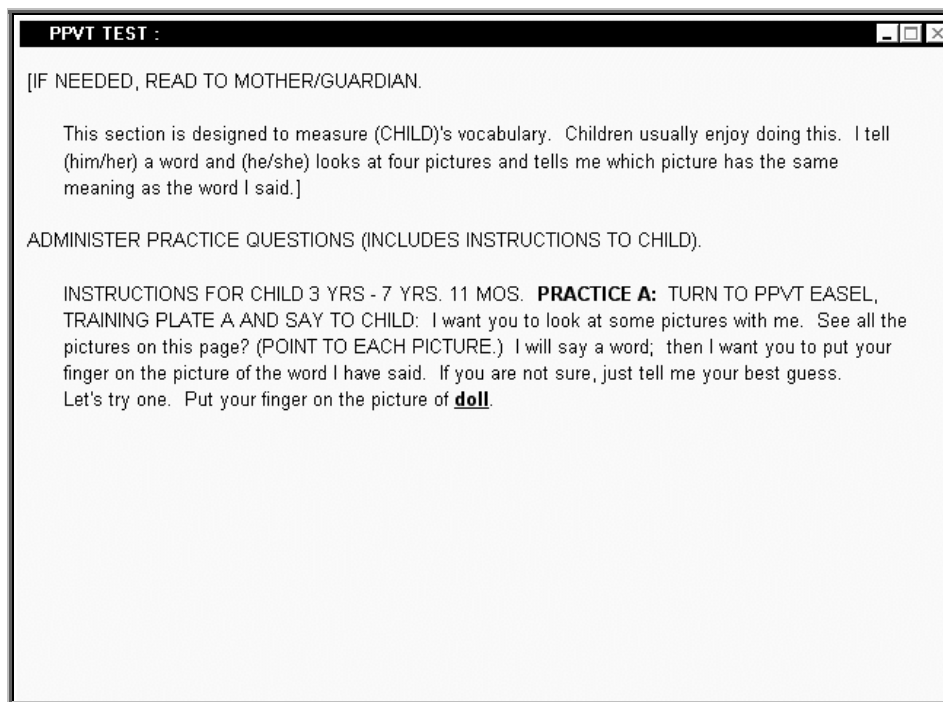 PPVT TEST :
[IF NEEDED, READ TO MOTHER/GUARDIAN.
This section is designed to measure (CHILD)'s vocabulary.  Children usually enjoy doing this.  I tell
(him/her) a word and (he/she) looks at four pictures and tells me which picture has the same
meaning as the word I said.]
ADMINISTER PRACTICE QUESTIONS (INCLUDES INSTRUCTIONS TO CHILD).
INSTRUCTIONS FOR CHILD 3 YRS - 7 YRS. 11 MOS.  PRACTICE A:  TURN TO PPVT EASEL,
TRAINING PLATE A AND SAY TO CHILD:  I want you to look at some pictures with me.  See all the
pictures on this page? (POINT TO EACH PICTURE.)  I will say a word;  then I want you to put your
finger on the picture of the word I have said.  If you are not sure, just tell me your best guess.
Let's try one.  Put your finger on the picture of doll.